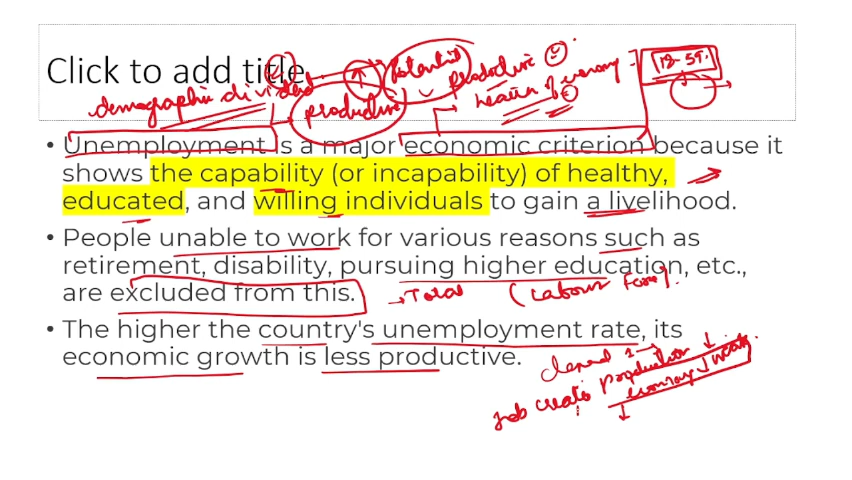 Click to add title
potential
productive
18-59.
demographic divided
productive
health of economy
• Unemployment is a major economic criterion because it
shows the capability (or incapability) of healthy,
educated, and willing individuals to gain a livelihood.
• People unable to work for various reasons such as
retirement, disability, pursuing higher education, etc.,
are excluded from this.
→ Total (Labour Force).
• The higher the country's unemployment rate, its
economic growth is less productive.
Demand
production ↓
economy ↓
job creation